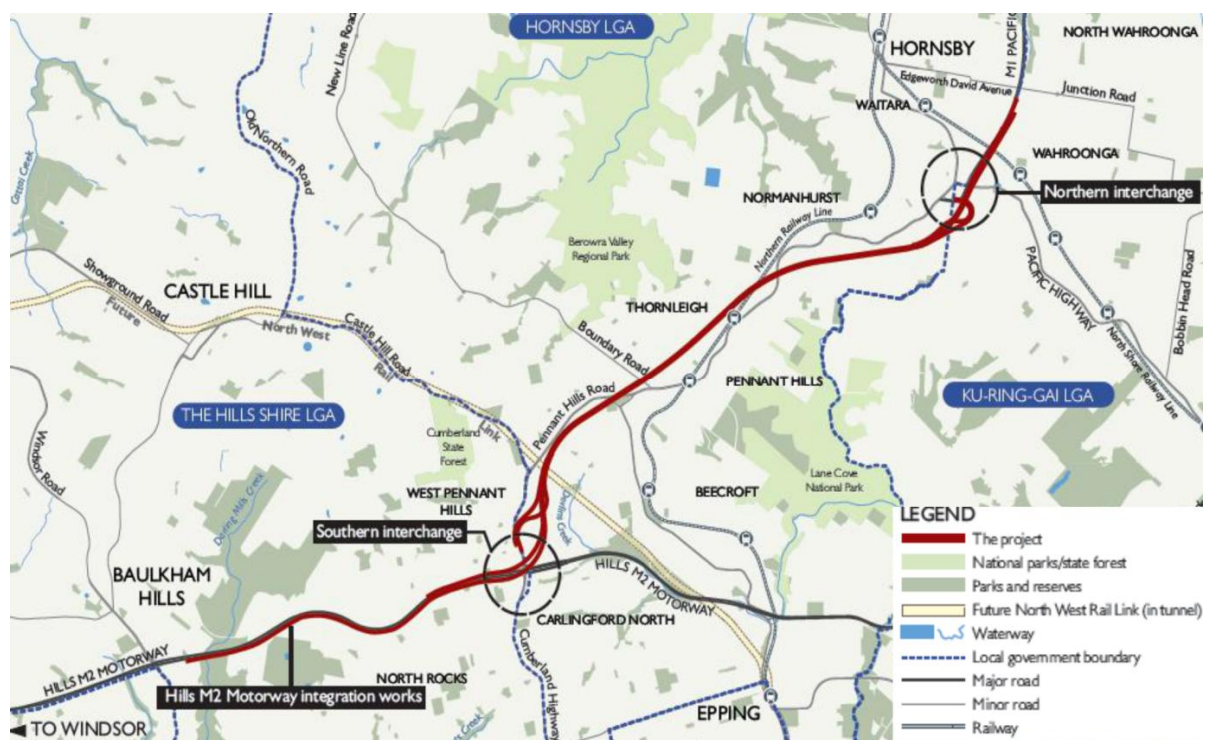 HORNSBY LGA
NORTH WAHROONGA
HORNSBY
M1 PACIFIC
New Line Road
Edgeworth David Avenue
Junction Road
WAITARA
Old Northern Road
WAHROONGA
Northern interchange
NORMANHURST
Northern Railway Line
Berowra Valley
Regional Park
PACIFIC HIGHWAY
Bobbin Head Road
Showground Road
CASTLE HILL
THORNLEIGH
Future
North West
Rail
Link
Castle Hill Road
Boundary Road
North Shore Railway Line
PENNANT HILLS
KU-RING-GAI LGA
THE HILLS SHIRE LGA
Pennant Hills Road
Windsor Road
Cumberland
State
Forest
Lane Cove
National Park
WEST PENNANT
HILLS
BEECROFT
Darling Mills Creek
Devlins Creek
Southern interchange
LEGEND
The project
National parks/state forest
Parks and reserves
Future North West Rail Link (in tunnel)
Waterway
Local government boundary
Major road
Minor road
Railway
BAULKHAM
HILLS
HILLS M2 MOTORWAY
CARLINGFORD NORTH
Cumberland Highway
HILLS M2 MOTORWAY
NORTH ROCKS
Hills M2 Motorway integration works
EPPING
Creek
TO WINDSOR